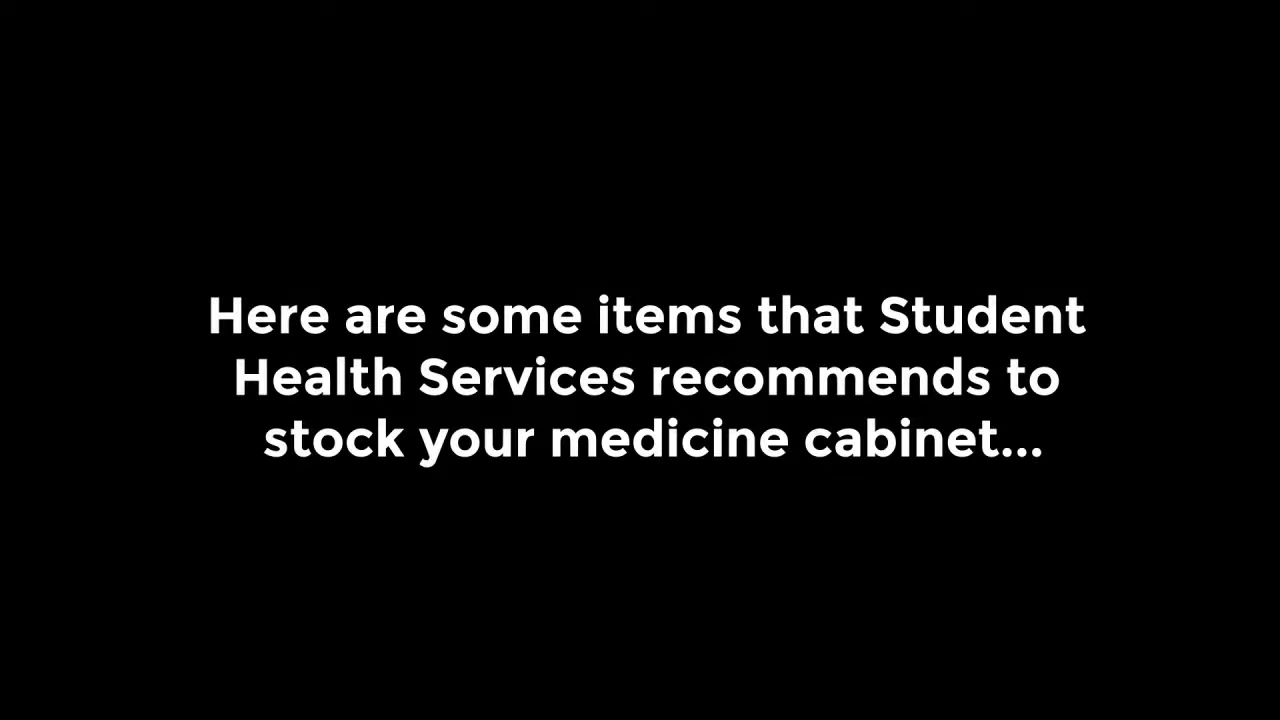 Here are some items that Student
Health Services recommends to
stock your medicine cabinet...